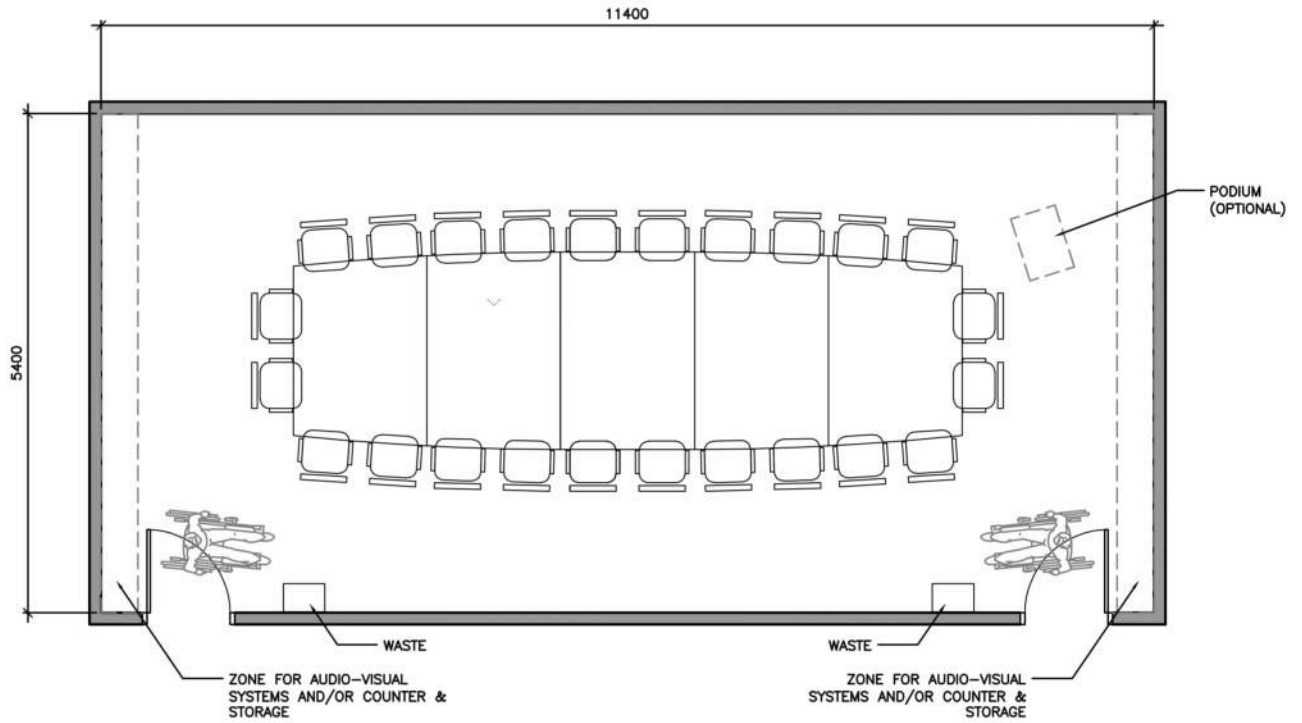 11400
5400
PODIUM
(OPTIONAL)
WASTE
WASTE
ZONE FOR AUDIO-VISUAL
SYSTEMS AND/OR COUNTER &
STORAGE
ZONE FOR AUDIO-VISUAL
SYSTEMS AND/OR COUNTER &
STORAGE